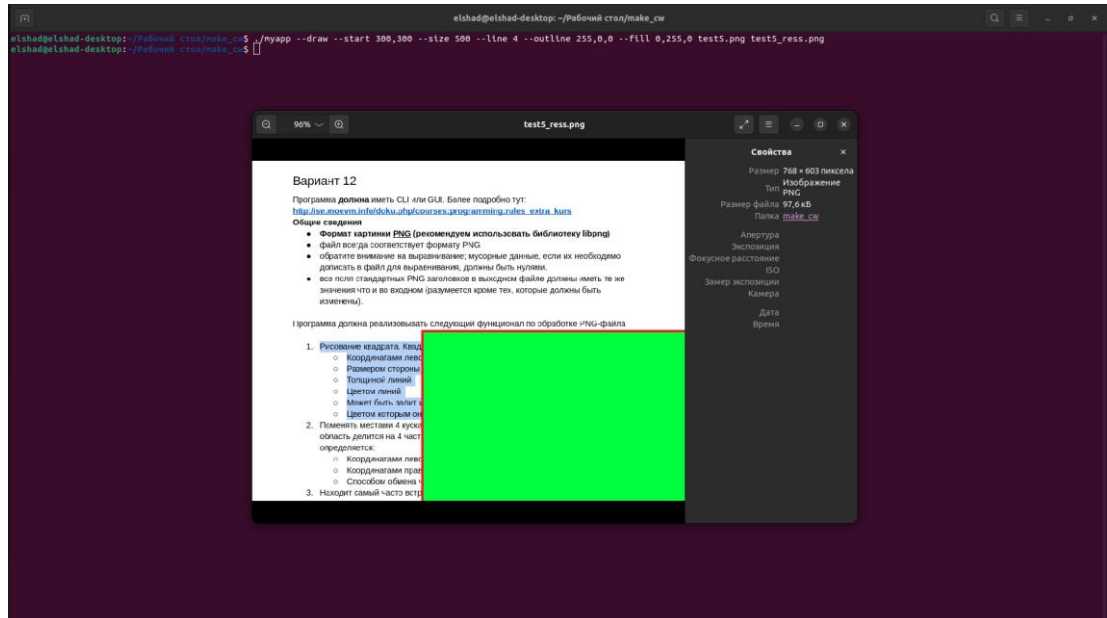 elshad@elshad-desktop: ~/Рабочий стол/make_cw
elshad@elshad-desktop:~/Рабочий стол/make_cw$ ./myapp --draw --start 300,300 --size 500 --line 4 --outline 255,0,0 --fill 0,255,0 test5.png test5_ress.png
elshad@elshad-desktop:~/Рабочий стол/make_cw$
96%
test5_ress.png
Вариант 12
Программа должна иметь CLI или GUI. Более подробно тут:
http://se.moevm.info/doku.php/courses:programming:rules_extra_kurs
Общие сведения
● Формат картинки PNG (рекомендуем использовать библиотеку libpng)
● файл всегда соответствует формату PNG
● обратите внимание на выравнивание; мусорные данные, если их необходимо
дописать в файл для выравнивания, должны быть нулями.
● все поля стандартных PNG заголовков в выходном файле должны иметь те же
значения что и во входном (разумеется кроме тех, которые должны быть
изменены).
Программа должна реализовывать следующий функционал по обработке PNG-файла
1. Рисование квадрата. Квад
○ Координатами лево
○ Размером стороны
○ Толщиной линий
○ Цветом линий
○ Может быть залит
○ Цветом которым он
2. Поменять местами 4 куска
область делится на 4 част
определяется:
○ Координатами лево
○ Координатами прав
○ Способом обмена
3. Находит самый часто встр
Свойства
Размер 768 × 603 пиксела
Тип Изображение PNG
Размер файла 97,6 кБ
Папка make_cw
Апертура
Экспозиция
Фокусное расстояние
ISO
Замер экспозиции
Камера
Дата
Время